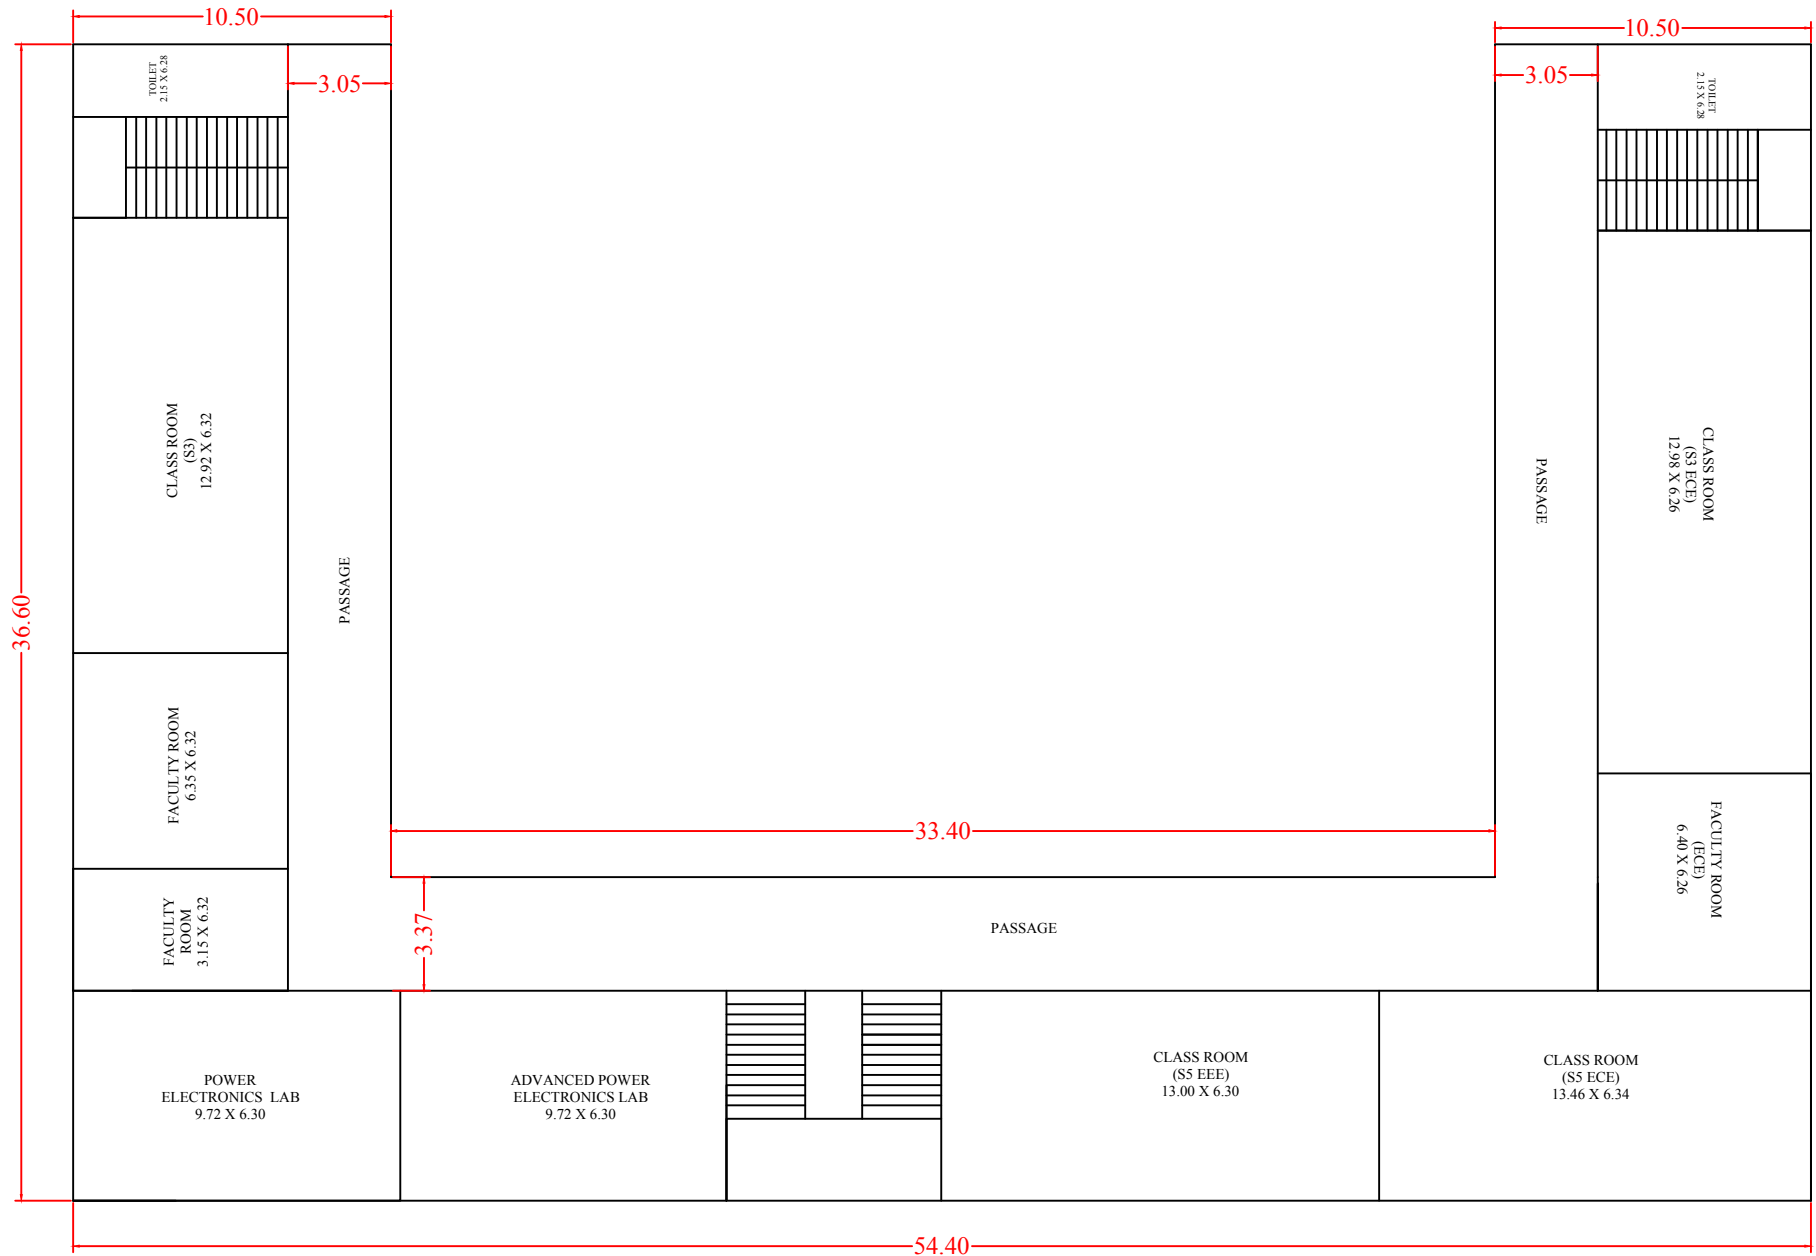 10.50
10.50
3.05
3.05
TOILET
2.15 X 6.28
TOILET
2.15 X 6.28
CLASS ROOM
(S3)
12.92 X 6.32
CLASS ROOM
(S3 ECE)
12.98 X 6.26
PASSAGE
PASSAGE
36.60
FACULTY ROOM
6.35 X 6.32
FACULTY ROOM
(ECE)
6.40 X 6.26
33.40
FACULTY
ROOM
3.15 X 6.32
3.37
PASSAGE
POWER
ELECTRONICS LAB
9.72 X 6.30
ADVANCED POWER
ELECTRONICS LAB
9.72 X 6.30
CLASS ROOM
(S5 EEE)
13.00 X 6.30
CLASS ROOM
(S5 ECE)
13.46 X 6.34
54.40